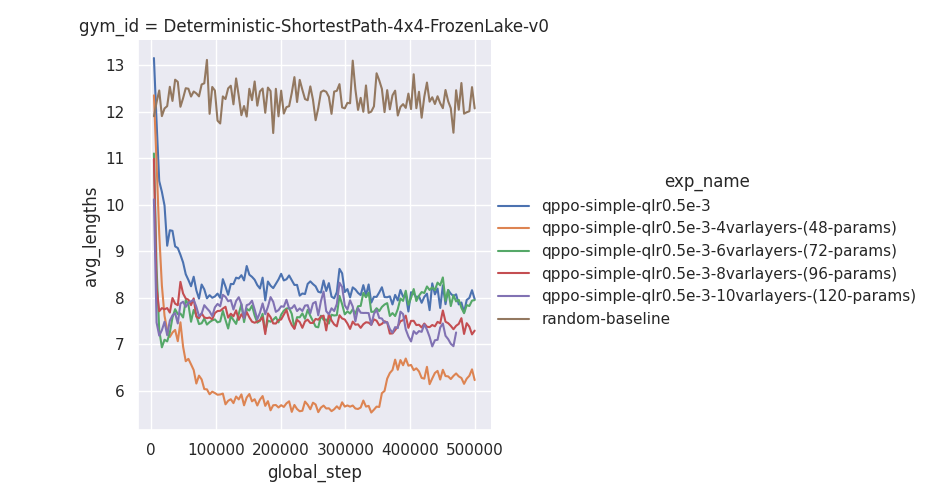 gym_id = Deterministic-ShortestPath-4x4-FrozenLake-v0
13
12
11
10
9
8
7
6
avg_lengths
0 100000 200000 300000 400000 500000
global_step
exp_name
qppo-simple-qlr0.5e-3
qppo-simple-qlr0.5e-3-4varlayers-(48-params)
qppo-simple-qlr0.5e-3-6varlayers-(72-params)
qppo-simple-qlr0.5e-3-8varlayers-(96-params)
qppo-simple-qlr0.5e-3-10varlayers-(120-params)
random-baseline